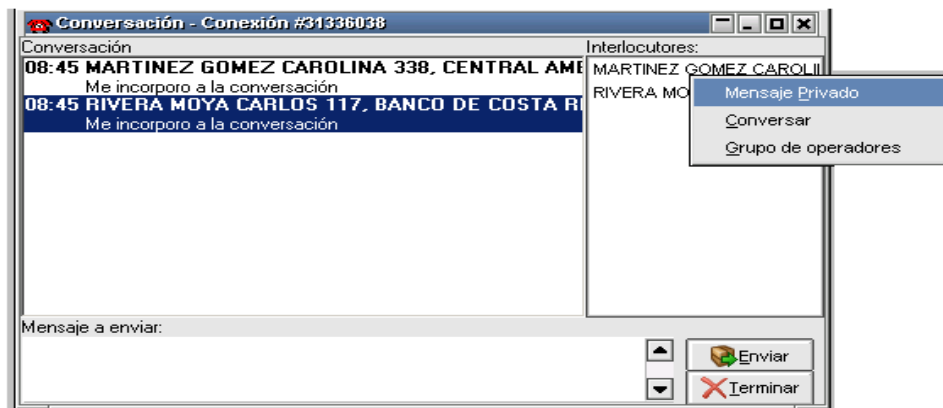 Conversación - Conexión #31336038
Conversación
Interlocutores:
08:45 MARTINEZ GOMEZ CAROLINA 338, CENTRAL AME
Me incorporo a la conversación
08:45 RIVERA MOYA CARLOS 117, BANCO DE COSTA RI
Me incorporo a la conversación
MARTINEZ GOMEZ CAROLII
RIVERA MO
Mensaje Privado
Conversar
Grupo de operadores
Mensaje a enviar:
Enviar
Terminar